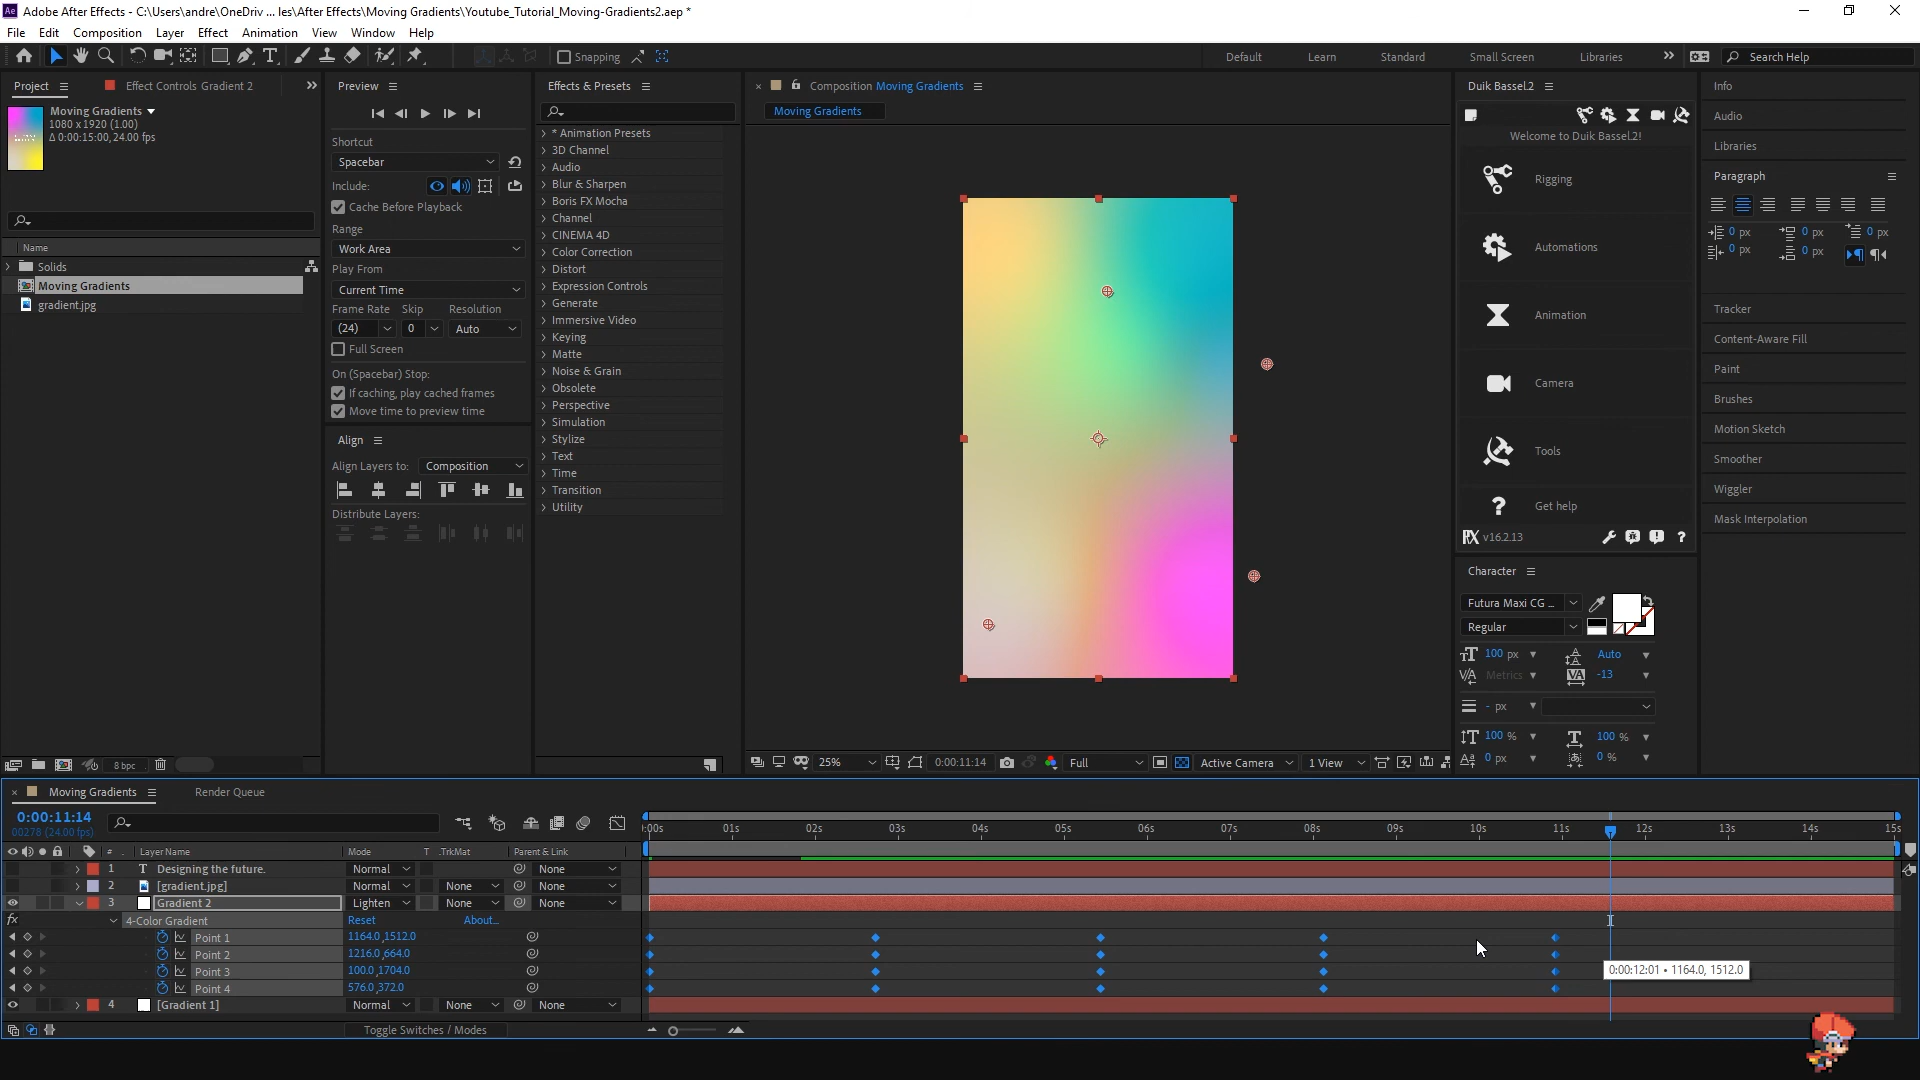 Adobe After Effects - C:\Users\andre\OneDriv ... les\After Effects\Moving Gradients\Youtube_Tutorial_Moving-Gradients2.aep *
File Edit Composition Layer Effect Animation View Window Help
Snapping
Default Learn Standard Small Screen Libraries Search Help
Project
Effect Controls Gradient 2
Moving Gradients
1080 x 1920 (1.00)
Δ 0:00:15:00, 24.00 fps
Name
Solids
Moving Gradients
gradient.jpg
8 bpc
Preview
Shortcut
Spacebar
Include:
Cache Before Playback
Range
Work Area
Play From
Current Time
Frame Rate Skip Resolution
(24) 0 Auto
Full Screen
On (Spacebar) Stop:
If caching, play cached frames
Move time to preview time
Align
Align Layers to: Composition
Distribute Layers:
Effects & Presets
* Animation Presets
3D Channel
Audio
Blur & Sharpen
Boris FX Mocha
Channel
CINEMA 4D
Color Correction
Distort
Expression Controls
Generate
Immersive Video
Keying
Matte
Noise & Grain
Obsolete
Perspective
Simulation
Stylize
Text
Time
Transition
Utility
Composition Moving Gradients
Moving Gradients
25% 0:00:11:14 Full Active Camera 1 View
Duik Bassel.2
Welcome to Duik Bassel.2!
Rigging
Automations
Animation
Camera
Tools
Get help
v16.2.13
Character
Futura Maxi CG ...
Regular
100 px Auto
Metrics -13
- px
100 % 100 %
0 px 0 %
Info
Audio
Libraries
Paragraph
0 px 0 px 0 px
0 px 0 px
Tracker
Content-Aware Fill
Paint
Brushes
Motion Sketch
Smoother
Wiggler
Mask Interpolation
Moving Gradients Render Queue
0:00:11:14
00278 (24.00 fps)
:00s 01s 02s 03s 04s 05s 06s 07s 08s 09s 10s 11s 12s 13s 14s 15s
# Layer Name Mode T .TrkMat Parent & Link
1 T Designing the future. Normal None
2 [gradient.jpg] Normal None None
3 Gradient 2 Lighten None None
fx 4-Color Gradient Reset About...
Point 1 1164.0,1512.0
Point 2 1216.0,664.0
Point 3 100.0,1704.0
Point 4 576.0,372.0
0:00:12:01 • 1164.0, 1512.0
4 [Gradient 1] Normal None None
Toggle Switches / Modes